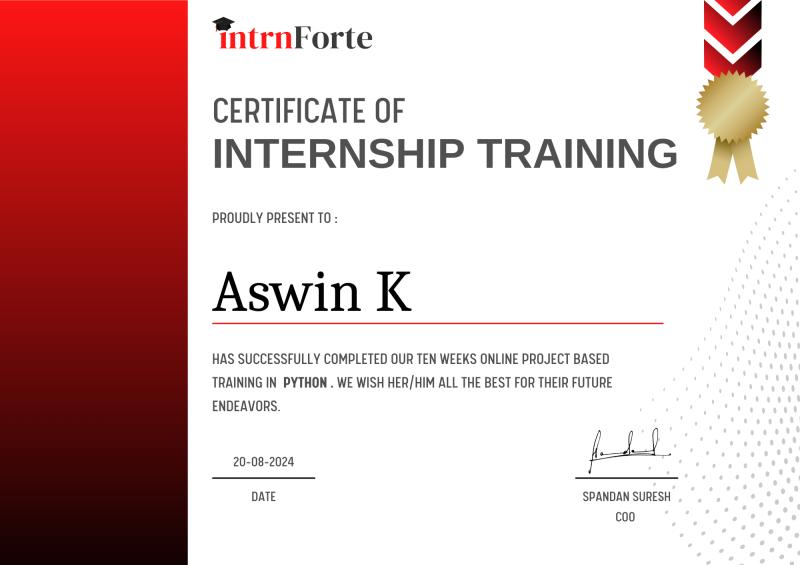 intrnForte
CERTIFICATE OF
INTERNSHIP TRAINING
PROUDLY PRESENT TO :
Aswin K
HAS SUCCESSFULLY COMPLETED OUR TEN WEEKS ONLINE PROJECT BASED
TRAINING IN PYTHON . WE WISH HER/HIM ALL THE BEST FOR THEIR FUTURE
ENDEAVORS.
20-08-2024
DATE
SPANDAN SURESH
COO